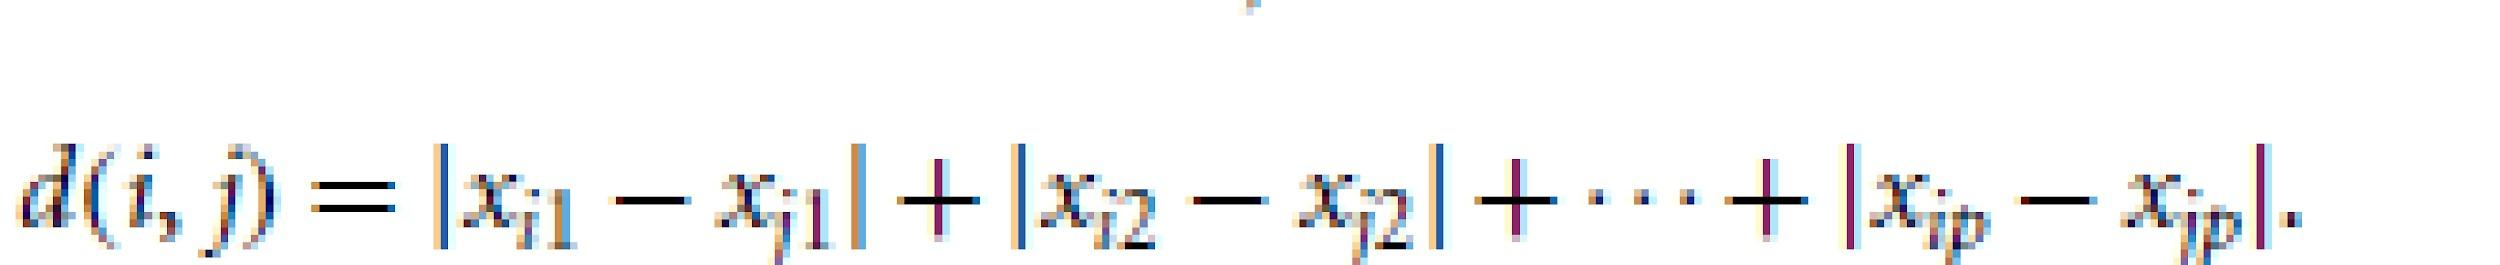 d(i, j) = |x_{i1} − x_{j1}| + |x_{i2} − x_{j2}| + ⋯ + |x_{ip} − x_{jp}|.